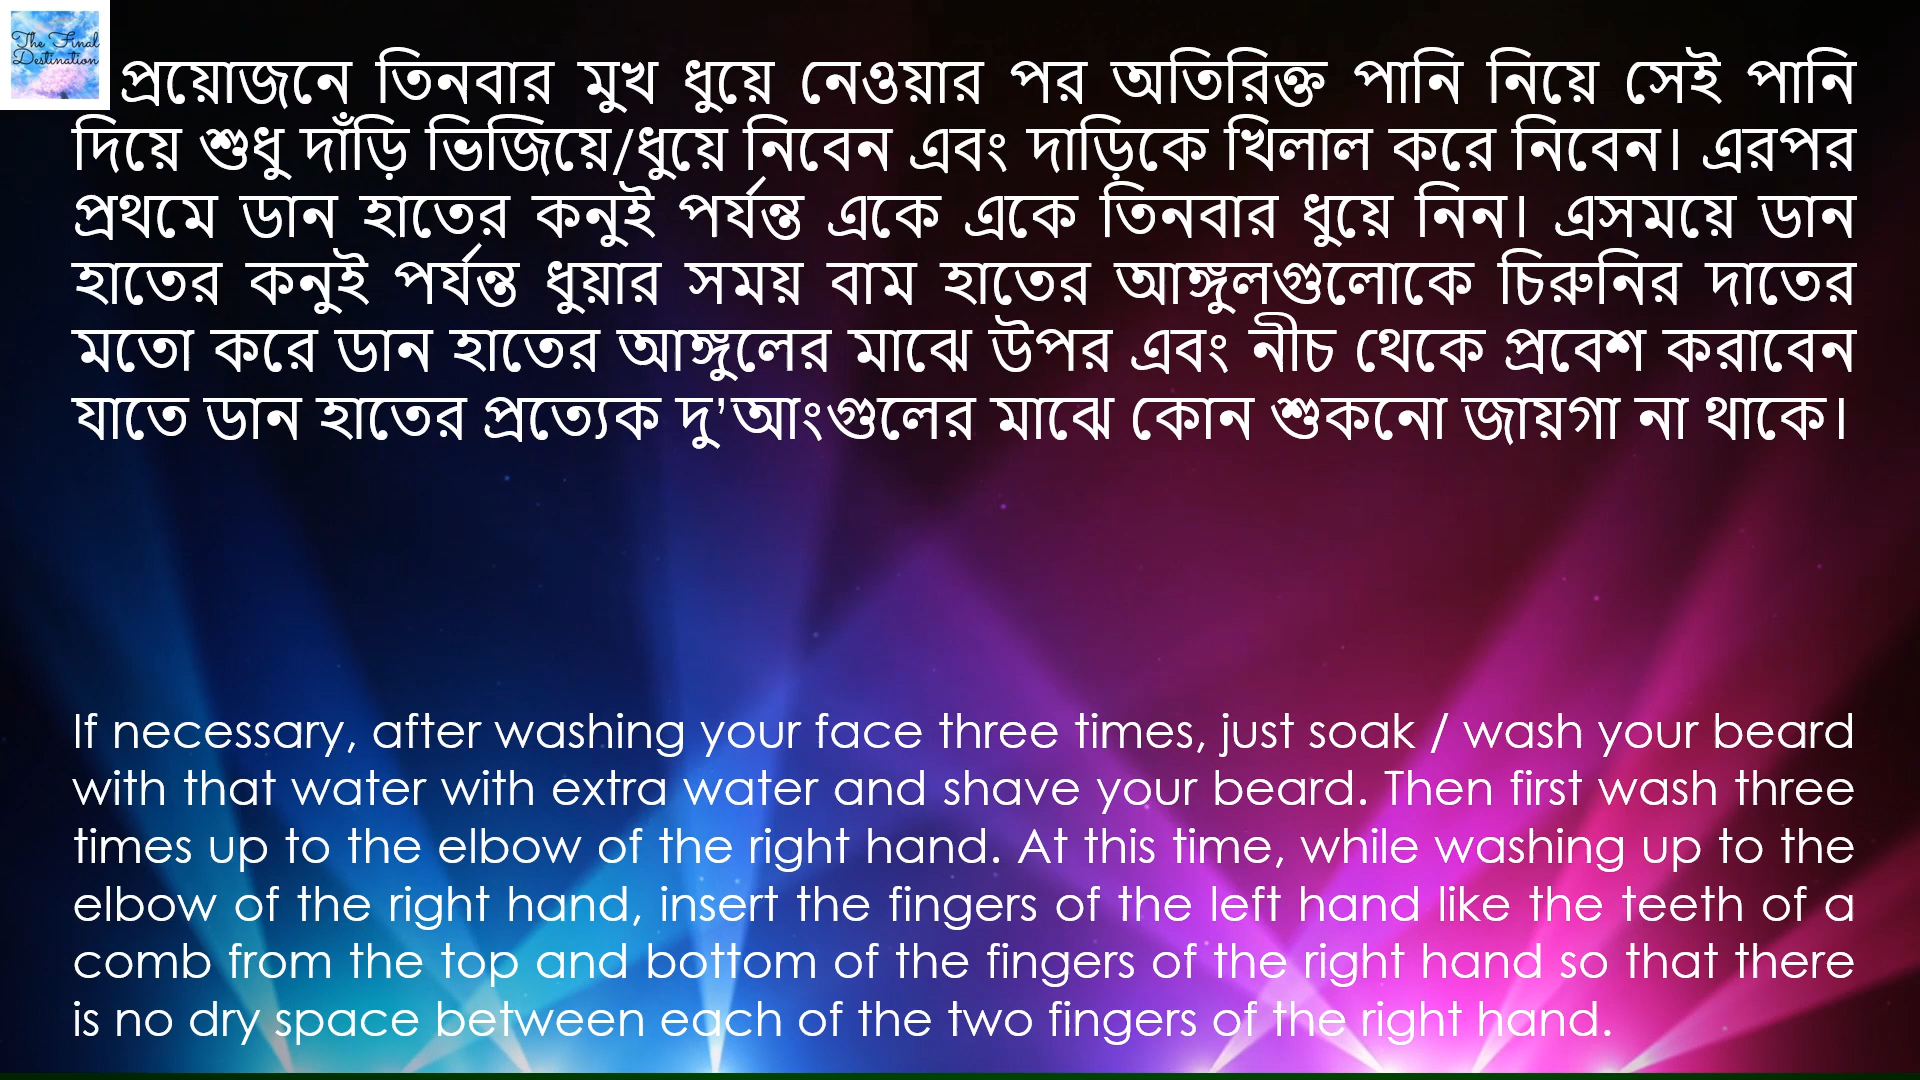 The Final
Destination
প্রয়োজনে তিনবার মুখ ধুয়ে নেওয়ার পর অতিরিক্ত পানি নিয়ে সেই পানি
দিয়ে শুধু দাঁড়ি ভিজিয়ে/ধুয়ে নিবেন এবং দাড়িকে খিলাল করে নিবেন। এরপর
প্রথমে ডান হাতের কনুই পর্যন্ত একে একে তিনবার ধুয়ে নিন। এসময়ে ডান
হাতের কনুই পর্যন্ত ধুয়ার সময় বাম হাতের আঙ্গুলগুলোকে চিরুনির দাতের
মতো করে ডান হাতের আঙ্গুলের মাঝে উপর এবং নীচ থেকে প্রবেশ করাবেন
যাতে ডান হাতের প্রত্যেক দু'আংগুলের মাঝে কোন শুকনো জায়গা না থাকে।
If necessary, after washing your face three times, just soak / wash your beard
with that water with extra water and shave your beard. Then first wash three
times up to the elbow of the right hand. At this time, while washing up to the
elbow of the right hand, insert the fingers of the left hand like the teeth of a
comb from the top and bottom of the fingers of the right hand so that there
is no dry space between each of the two fingers of the right hand.